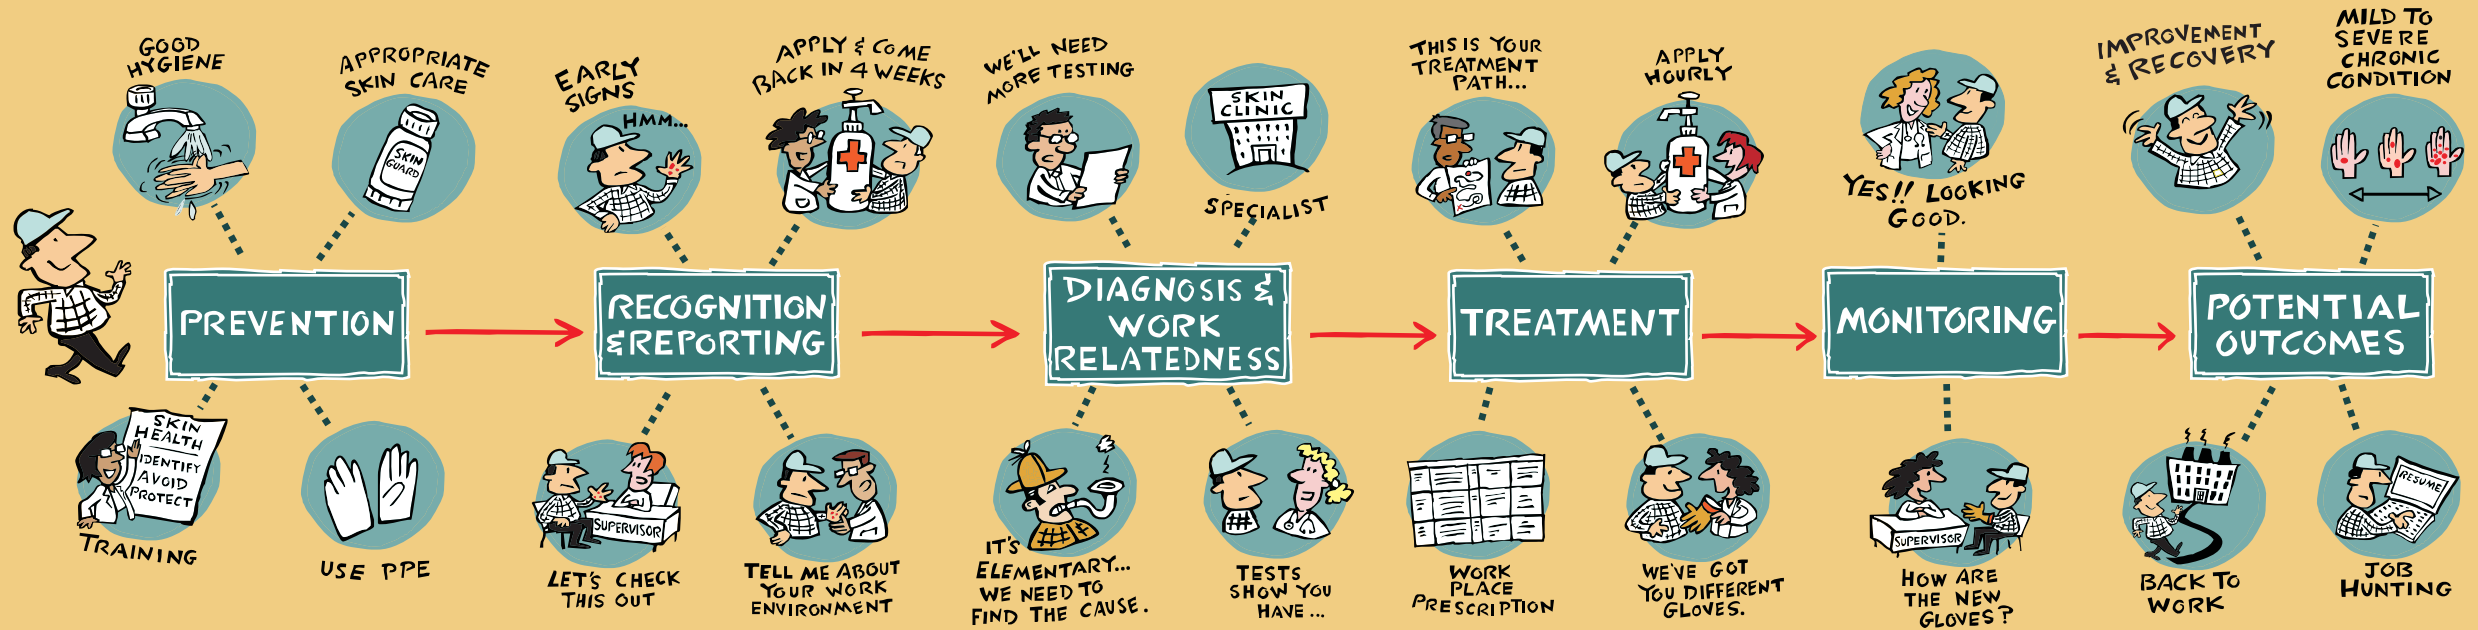 GOOD
HYGIENE
APPROPRIATE
SKIN CARE
SKIN
GUARD
PREVENTION
SKIN
HEALTH
IDENTIFY
AVOID
PROTECT
TRAINING
USE PPE
EARLY
SIGNS
HMM...
APPLY & COME
BACK IN 4 WEEKS
RECOGNITION
& REPORTING
SUPERVISOR
LET'S CHECK
THIS OUT
TELL ME ABOUT
YOUR WORK
ENVIRONMENT
WE'LL NEED
MORE TESTING
SKIN
CLINIC
SPECIALIST
DIAGNOSIS &
WORK
RELATEDNESS
IT'S
ELEMENTARY...
WE NEED TO
FIND THE CAUSE.
TESTS
SHOW YOU
HAVE ...
THIS IS YOUR
TREATMENT
PATH...
APPLY
HOURLY
TREATMENT
WORK
PLACE
PRESCRIPTION
WE'VE GOT
YOU DIFFERENT
GLOVES.
YES!! LOOKING
GOOD.
MONITORING
SUPERVISOR
HOW ARE
THE NEW
GLOVES?
IMPROVEMENT
& RECOVERY
MILD TO
SEVERE
CHRONIC
CONDITION
POTENTIAL
OUTCOMES
BACK TO
WORK
RESUME
JOB
HUNTING